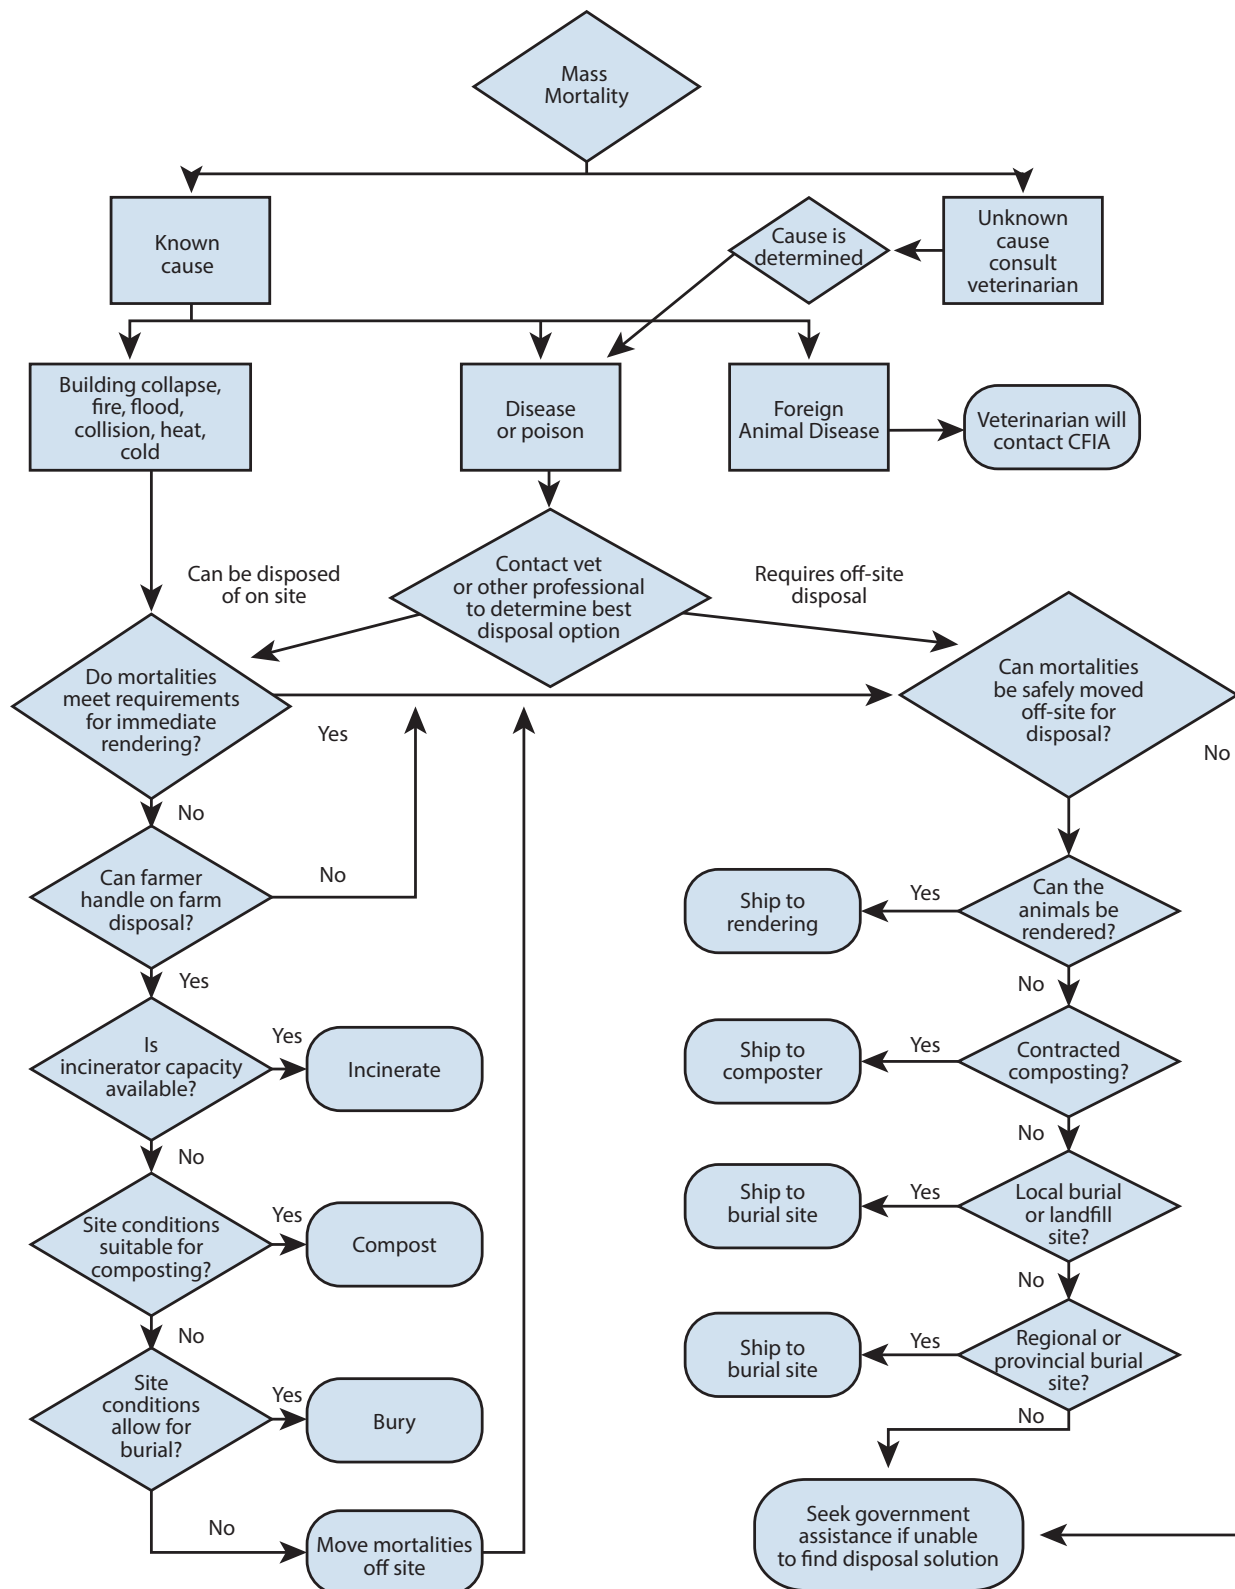 Mass
Mortality
Known
cause
Cause is
determined
Unknown
cause
consult
veterinarian
Building collapse,
fire, flood,
collision, heat,
cold
Disease
or poison
Foreign
Animal Disease
Veterinarian will
contact CFIA
Can be disposed
of on site
Contact vet
or other professional
to determine best
disposal option
Requires off-site
disposal
Do mortalities
meet requirements
for immediate
rendering?
Yes
Can mortalities
be safely moved
off-site for
disposal?
No
No
Can farmer
handle on farm
disposal?
No
Ship to
rendering
Yes
Can the
animals be
rendered?
Yes
No
Is
incinerator capacity
available?
Yes
Incinerate
Ship to
composter
Yes
Contracted
composting?
No
No
Site conditions
suitable for
composting?
Yes
Compost
Ship to
burial site
Yes
Local burial
or landfill
site?
No
No
Site
conditions
allow for
burial?
Yes
Bury
Ship to
burial site
Yes
Regional or
provincial burial
site?
No
No
Move mortalities
off site
Seek government
assistance if unable
to find disposal solution